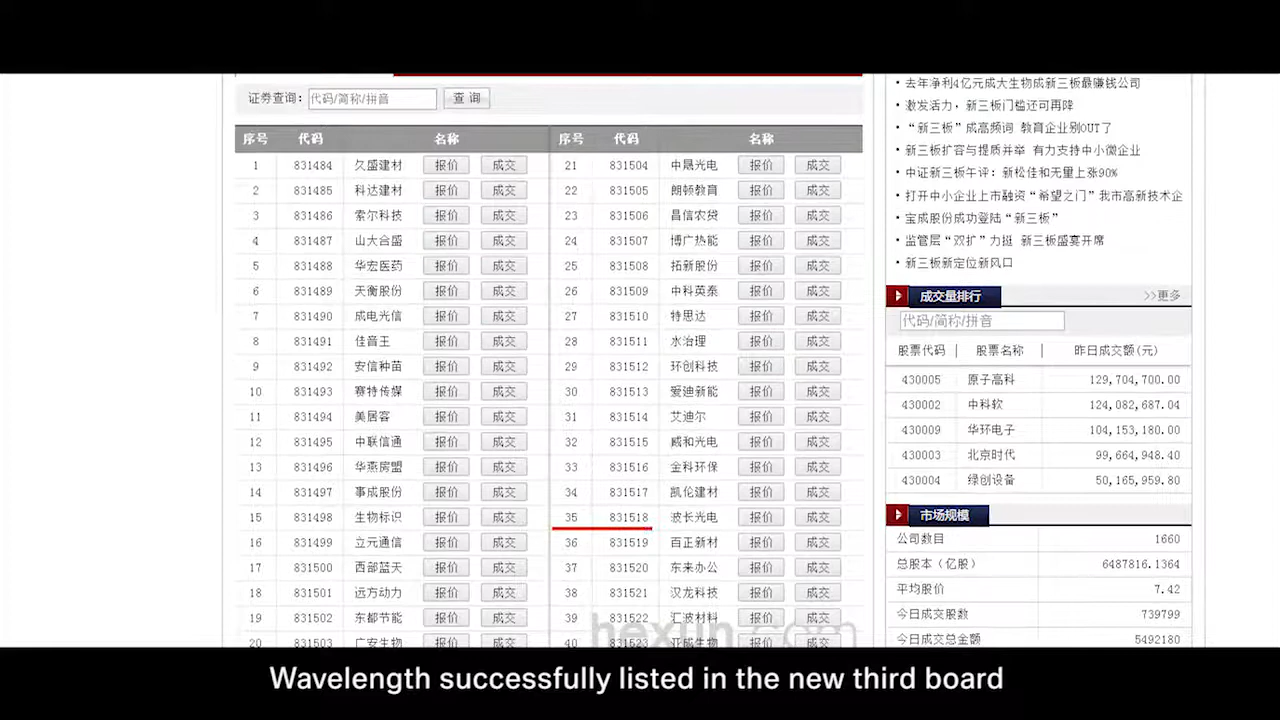 证券查询： 代码/简称/拼音 查 询
序号 代码 名称 序号 代码 名称
1 831484 久盛建材 报价 成交 21 831504 中晟光电 报价 成交
2 831485 科达建材 报价 成交 22 831505 朗顿教育 报价 成交
3 831486 索尔科技 报价 成交 23 831506 昌信农贷 报价 成交
4 831487 山大合盛 报价 成交 24 831507 博广热能 报价 成交
5 831488 华宏医药 报价 成交 25 831508 拓新股份 报价 成交
6 831489 天衡股份 报价 成交 26 831509 中科英泰 报价 成交
7 831490 成电光信 报价 成交 27 831510 特思达 报价 成交
8 831491 佳音王 报价 成交 28 831511 水治理 报价 成交
9 831492 安信种苗 报价 成交 29 831512 环创科技 报价 成交
10 831493 赛特传媒 报价 成交 30 831513 爱迪新能 报价 成交
11 831494 美居客 报价 成交 31 831514 艾迪尔 报价 成交
12 831495 中联信通 报价 成交 32 831515 威和光电 报价 成交
13 831496 华燕房盟 报价 成交 33 831516 金科环保 报价 成交
14 831497 事成股份 报价 成交 34 831517 凯伦建材 报价 成交
15 831498 生物标识 报价 成交 35 831518 波长光电 报价 成交
16 831499 立元通信 报价 成交 36 831519 百正新材 报价 成交
17 831500 西部蓝天 报价 成交 37 831520 东来办公 报价 成交
18 831501 远方动力 报价 成交 38 831521 汉龙科技 报价 成交
19 831502 东都节能 报价 成交 39 831522 汇波材料 报价 成交
20 831503 广安生物 报价 成交 40 831523 亚成生物 报价 成交
• 去年净利4亿元成大生物成新三板最赚钱公司
• 激发活力，新三板门槛还可再降
• “新三板”成高频词 教育企业别OUT了
• 新三板扩容与提质并举 有力支持中小微企业
• 中证新三板午评：新松佳和无量上涨90%
• 打开中小企业上市融资“希望之门”我市高新技术企
• 宝成股份成功登陆“新三板”
• 监管层“双扩”力挺 新三板盛宴开席
• 新三板新定位新风口
成交量排行 >>更多
代码/简称/拼音
股票代码 股票名称 昨日成交额(元)
430005 原子高科 129,704,700.00
430002 中科软 124,082,687.04
430009 华环电子 104,153,180.00
430003 北京时代 99,664,948.40
430004 绿创设备 50,165,959.80
市场规模
公司数目 1660
总股本（亿股） 6487816.1364
平均股价 7.42
今日成交股数 739799
今日成交总金额 5492180
Wavelength successfully listed in the new third board